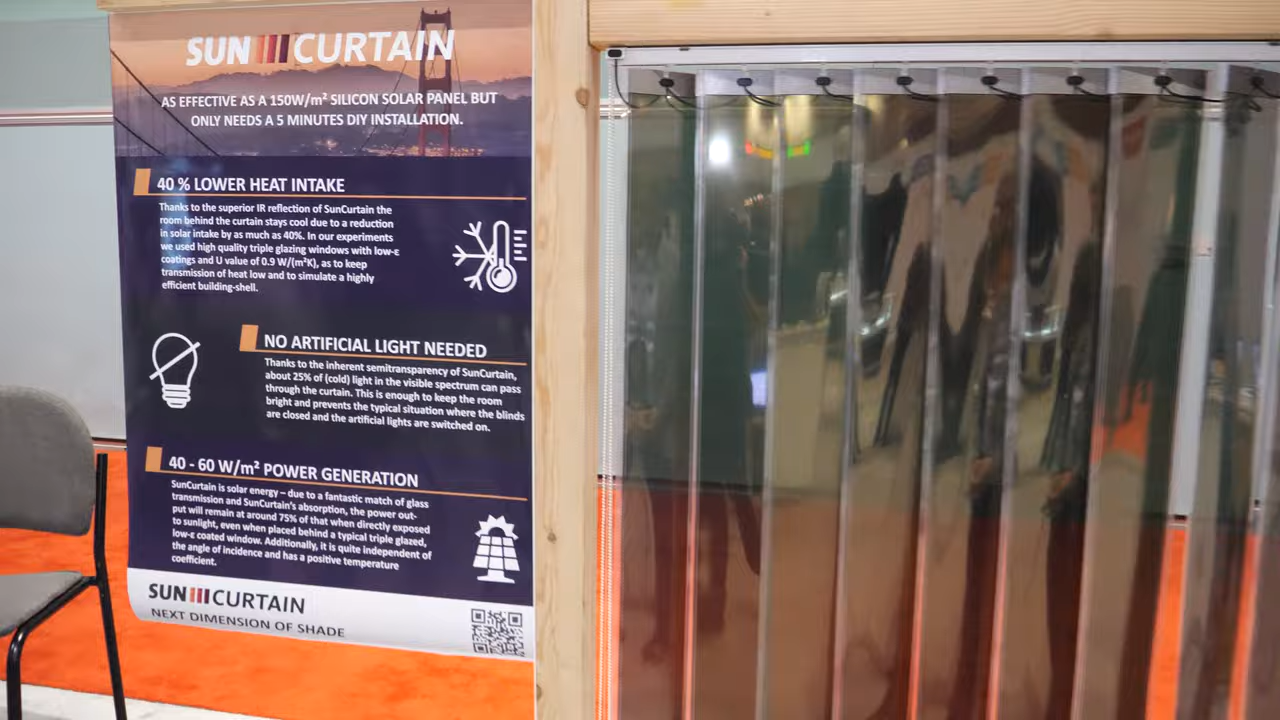 SUN CURTAIN
AS EFFECTIVE AS A 150W/m² SILICON SOLAR PANEL BUT
ONLY NEEDS A 5 MINUTES DIY INSTALLATION.
40 % LOWER HEAT INTAKE
Thanks to the superior IR reflection of SunCurtain the
room behind the curtain stays cool due to a reduction
in solar intake by as much as 40%. In our experiments
we used high quality triple glazing windows with low-ε
coatings and U value of 0.9 W/(m²K), as to keep
transmission of heat low and to simulate a highly
efficient building-shell.
NO ARTIFICIAL LIGHT NEEDED
Thanks to the inherent semitransparency of SunCurtain,
about 25% of (cold) light in the visible spectrum can pass
through the curtain. This is enough to keep the room
bright and prevents the typical situation where the blinds
are closed and the artificial lights are switched on.
40 - 60 W/m² POWER GENERATION
SunCurtain is solar energy – due to a fantastic match of glass
transmission and SunCurtain's absorption, the power out-
put will remain at around 75% of that when directly exposed
to sunlight, even when placed behind a typical triple glazed,
low-ε coated window. Additionally, it is quite independent of
the angle of incidence and has a positive temperature
coefficient.
SUN CURTAIN
NEXT DIMENSION OF SHADE